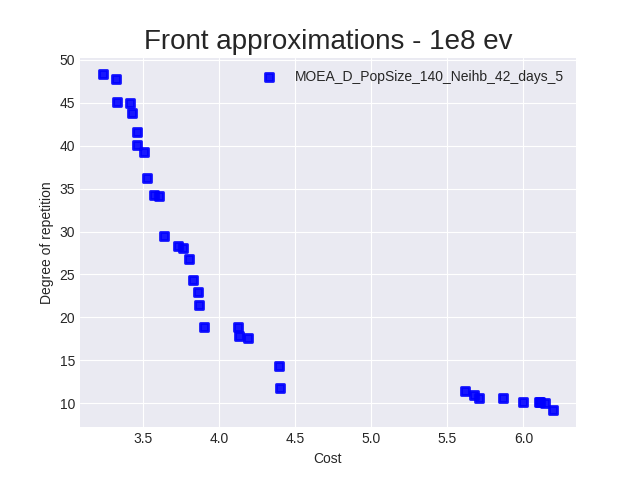 Front approximations - 1e8 ev
MOEA_D_PopSize_140_Neihb_42_days_5
50
45
40
35
30
25
20
15
10
Degree of repetition
3.5 4.0 4.5 5.0 5.5 6.0
Cost